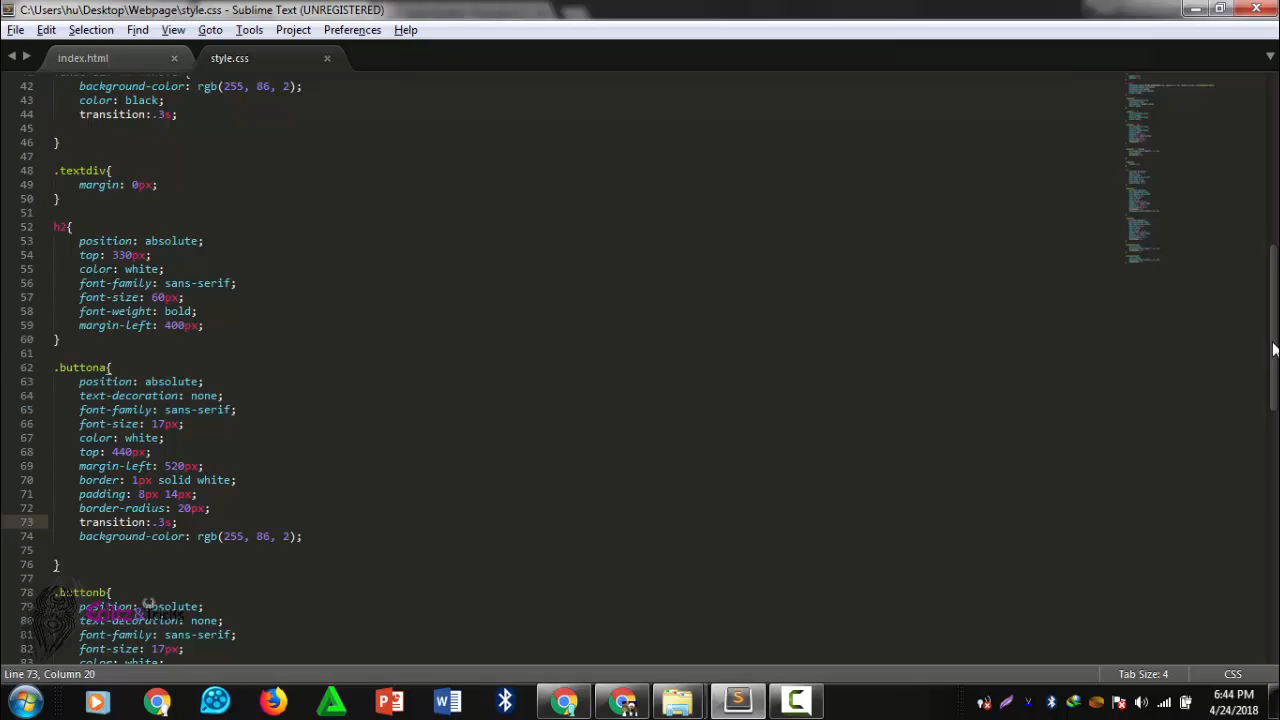 C:\Users\hu\Desktop\Webpage\style.css - Sublime Text (UNREGISTERED)
File Edit Selection Find View Goto Tools Project Preferences Help
index.html style.css
42 background-color: rgb(255, 86, 2);
43 color: black;
44 transition:.3s;
45
46 }
47
48 .textdiv{
49 margin: 0px;
50 }
51
52 h2{
53 position: absolute;
54 top: 330px;
55 color: white;
56 font-family: sans-serif;
57 font-size: 60px;
58 font-weight: bold;
59 margin-left: 400px;
60 }
61
62 .buttona{
63 position: absolute;
64 text-decoration: none;
65 font-family: sans-serif;
66 font-size: 17px;
67 color: white;
68 top: 440px;
69 margin-left: 520px;
70 border: 1px solid white;
71 padding: 8px 14px;
72 border-radius: 20px;
73 transition:.3s;
74 background-color: rgb(255, 86, 2);
75
76 }
77
78 .buttonb{
79 position: absolute;
80 text-decoration: none;
81 font-family: sans-serif;
82 font-size: 17px;
83 color: white;
Line 73, Column 20 Tab Size: 4 CSS
6:44 PM
4/24/2018